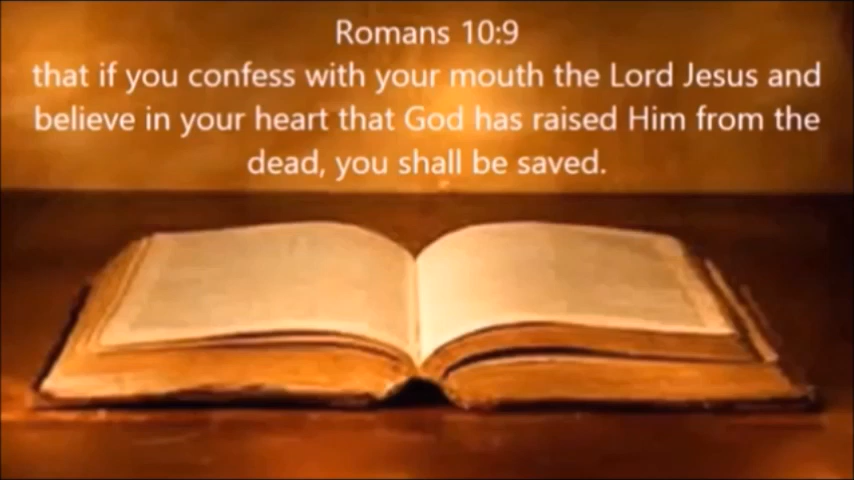 Romans 10:9
that if you confess with your mouth the Lord Jesus and
believe in your heart that God has raised Him from the
dead, you shall be saved.